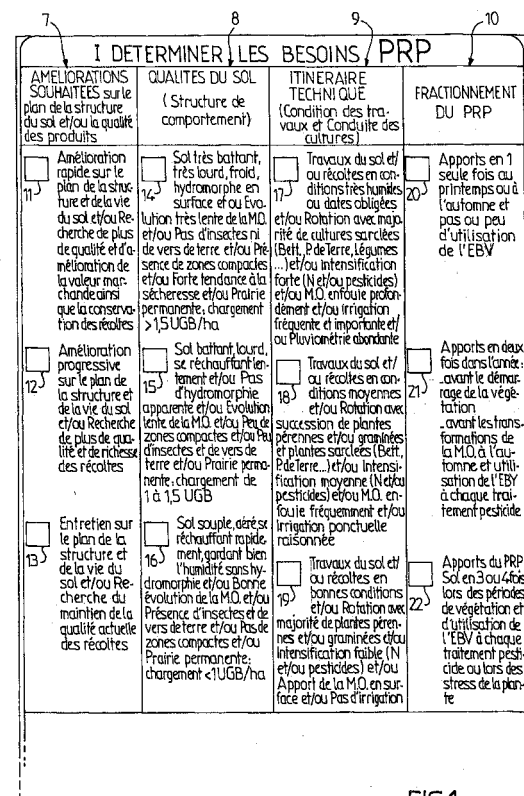 7
8
9
10
I DETERMINER LES BESOINS PRP
AMELIORATIONS
SOUHAITEES sur le
plan de la structure
du sol et/ou la qualité
des produits
11
Amélioration
rapide sur le
plan de la struc-
ture et de la vie
du sol et/ou Re-
cherche de plus
de qualité et d'a-
mélioration de
la valeur mar-
chande ainsi
que la conserva-
tion des récoltes
12
Amélioration
progressive
sur le plan de
la structure et
de la vie du sol
et/ou Recherche
de plus de qua-
lité et de richesse
des récoltes
13
Entretien sur
le plan de la
structure et
de la vie du
sol et/ou Re-
cherche du
maintien de la
qualité actuelle
des récoltes
QUALITES DU SOL
(Structure de
comportement)
14
Sol très battant,
très lourd, froid,
hydromorphe en
surface et/ou Evo-
lution très lente de la M.O.
et/ou Pas d'insectes ni
de vers de terre et/ou Pré-
sence de zones compactes
et/ou Forte tendance à la
sécheresse et/ou Prairie
permanente; chargement
>1,5 UGB/ha
15
Sol battant, lourd,
se réchauffant len-
tement et/ou Pas
d'hydromorphie
apparente et/ou Evolution
lente de la M.O. et/ou Peu de
zones compactes et/ou Peu
d'insectes et de vers de
terre et/ou Prairie perma-
nente; chargement de
1 à 1,5 UGB
16
Sol souple, aéré, se
réchauffant rapide-
ment, gardant bien
l'humidité sans hy-
dromorphie et/ou Bonne
évolution de la M.O. et/ou
Présence d'insectes et de
vers de terre et/ou Pas de
zones compactes et/ou
Prairie permanente;
chargement <1UGB/ha
ITINERAIRE
TECHNIQUE
(Condition des tra-
vaux et Conduite des
cultures)
17
Travaux du sol et/
ou récoltes en con-
ditions très humides
ou dates obligées
et/ou Rotation avec majo-
rité de cultures sarclées
(Bett., P. de Terre, légumes
...) et/ou Intensification
forte (N et/ou pesticides)
et/ou M.O. enfouie profon-
dément et/ou irrigation
fréquente et importante et/
ou Pluviométrie abondante
18
Travaux du sol et/
ou récoltes en con-
ditions moyennes
et/ou Rotation avec
succession de plantes
pérennes et/ou graminées
et plantes sarclées (Bett.,
P.de Terre...) et/ou Intensi-
fication moyenne (N et/ou
pesticides) et/ou M.O. en-
fouie fréquemment et/ou
Irrigation ponctuelle
raisonnée
19
Travaux du sol et/
ou récoltes en
bonnes conditions
et/ou Rotation avec
majorité de plantes péren-
nes et/ou graminées et/ou
Intensification faible (N
et/ou pesticides) et/ou
Apport de la M.O. en sur-
face et/ou Pas d'irrigation
FRACTIONNEMENT
DU PRP
20
Apports en 1
seule fois au
printemps ou à
l'automne et
pas ou peu
d'utilisation
de l'EBV
21
Apports en deux
fois dans l'année:
_avant le démar-
rage de la végé-
tation
_avant les trans-
formations de
la M.O. à l'au-
tomne et utili-
sation de l'EBV
à chaque trai-
tement pesticide
22
Apports du PRP
Sol en 3 ou 4 fois
lors des périodes
de végétation et
d'utilisation de
l'EBV à chaque
traitement pesti-
cide ou lors des
stress de la plan-
te